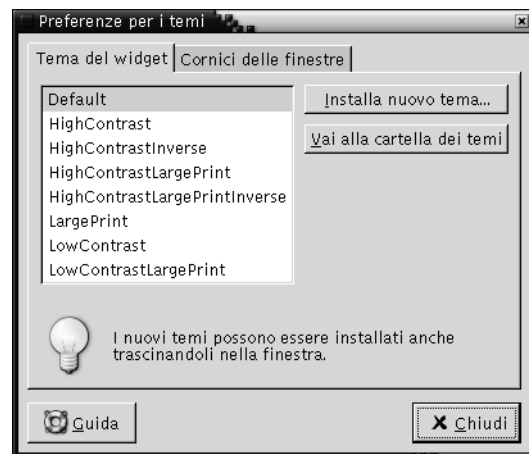 Preferenze per i temi
Tema del widget
Cornici delle finestre
Default
HighContrast
HighContrastInverse
HighContrastLargePrint
HighContrastLargePrintInverse
LargePrint
LowContrast
LowContrastLargePrint
Installa nuovo tema...
Vai alla cartella dei temi
I nuovi temi possono essere installati anche
trascinandoli nella finestra.
Guida
Chiudi